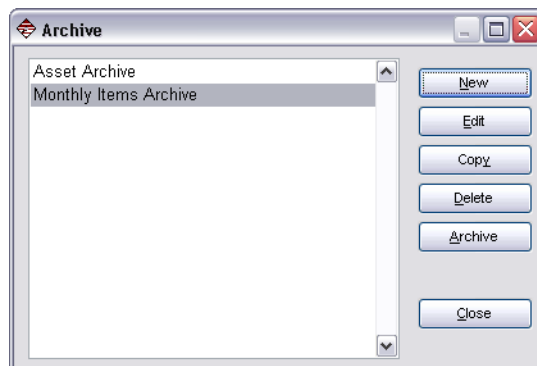 Archive
Asset Archive
Monthly Items Archive
New
Edit
Copy
Delete
Archive
Close